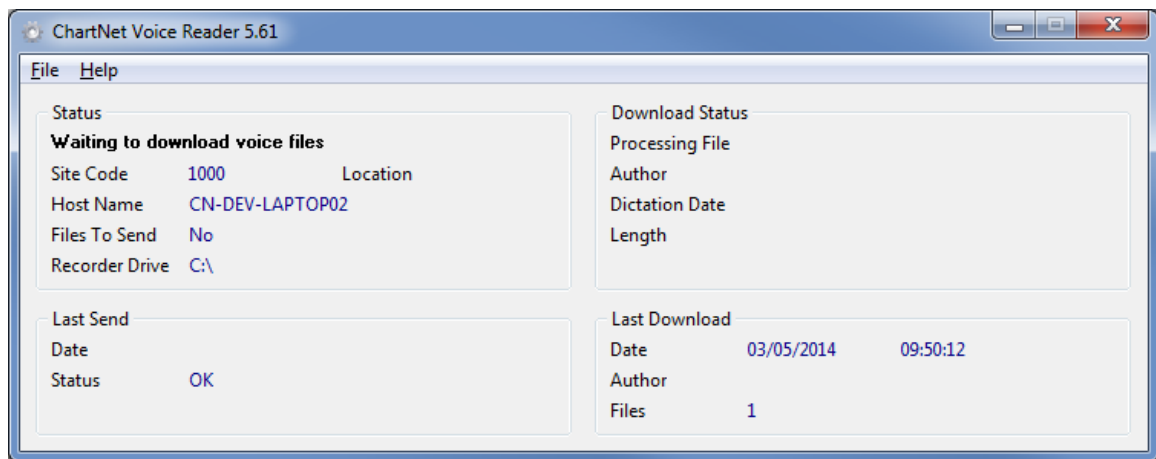 ChartNet Voice Reader 5.61
File Help
Status
Waiting to download voice files
Site Code 1000 Location
Host Name CN-DEV-LAPTOP02
Files To Send No
Recorder Drive C:\
Download Status
Processing File
Author
Dictation Date
Length
Last Send
Date
Status OK
Last Download
Date 03/05/2014 09:50:12
Author
Files 1